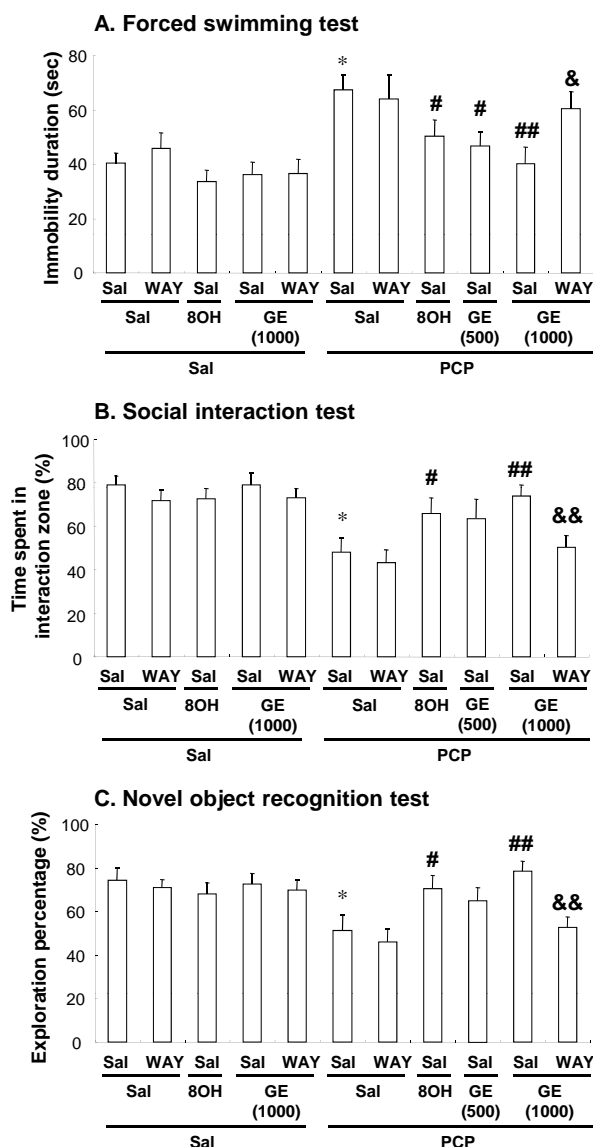 A. Forced swimming test
Immobility duration (sec)
80
60
40
20
0
* # # ## &
Sal WAY Sal Sal WAY Sal WAY Sal Sal Sal WAY
Sal 8OH GE (1000) Sal 8OH GE (500) GE (1000)
Sal PCP
B. Social interaction test
Time spent in
interaction zone (%)
100
80
60
40
20
0
* # ## &&
Sal WAY Sal Sal WAY Sal WAY Sal Sal Sal WAY
Sal 8OH GE (1000) Sal 8OH GE (500) GE (1000)
Sal PCP
C. Novel object recognition test
Exploration percentage (%)
100
80
60
40
20
0
* # ## &&
Sal WAY Sal Sal WAY Sal WAY Sal Sal Sal WAY
Sal 8OH GE (1000) Sal 8OH GE (500) GE (1000)
Sal PCP